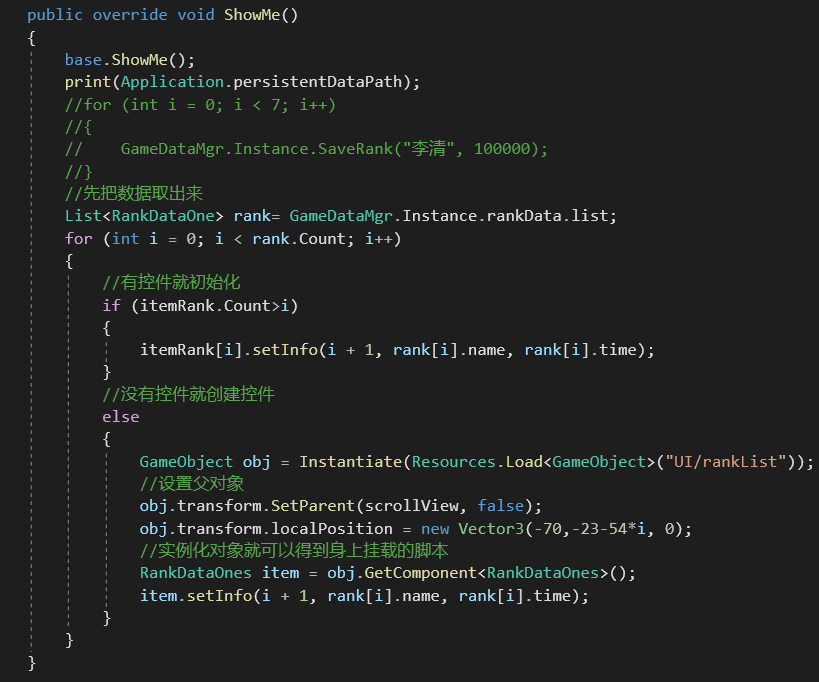 public override void ShowMe()
{
base.ShowMe();
print(Application.persistentDataPath);
//for (int i = 0; i < 7; i++)
//{
//    GameDataMgr.Instance.SaveRank("李清", 100000);
//}
//先把数据取出来
List<RankDataOne> rank= GameDataMgr.Instance.rankData.list;
for (int i = 0; i < rank.Count; i++)
{
//有控件就初始化
if (itemRank.Count>i)
{
itemRank[i].setInfo(i + 1, rank[i].name, rank[i].time);
}
//没有控件就创建控件
else
{
GameObject obj = Instantiate(Resources.Load<GameObject>("UI/rankList"));
//设置父对象
obj.transform.SetParent(scrollView, false);
obj.transform.localPosition = new Vector3(-70,-23-54*i, 0);
//实例化对象就可以得到身上挂载的脚本
RankDataOnes item = obj.GetComponent<RankDataOnes>();
item.setInfo(i + 1, rank[i].name, rank[i].time);
}
}
}